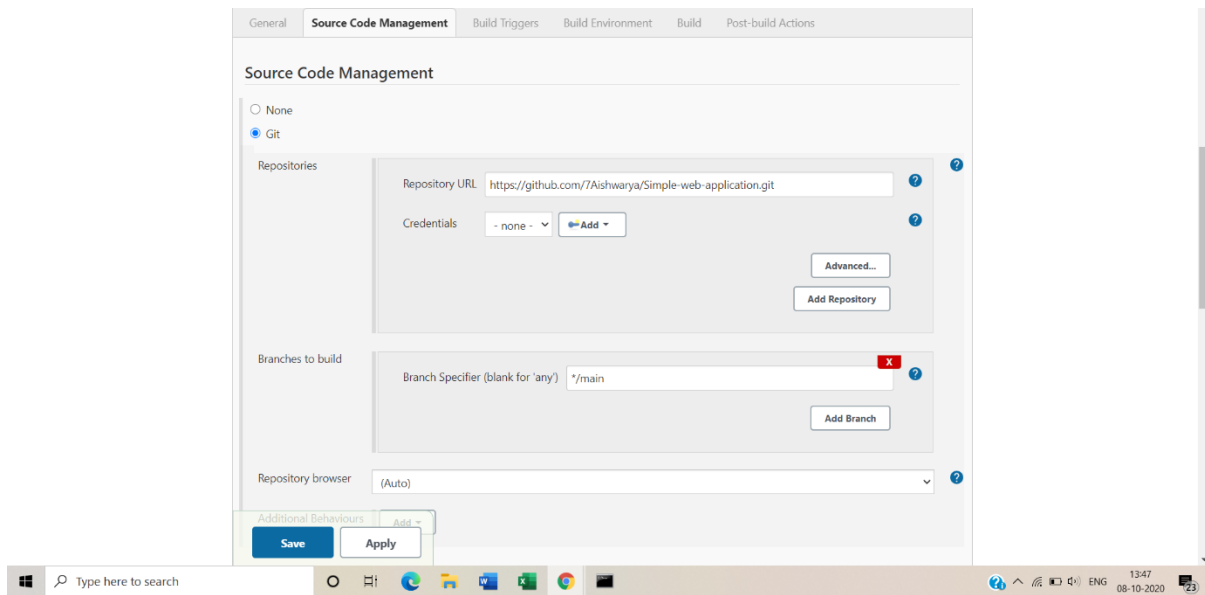 General Source Code Management Build Triggers Build Environment Build Post-build Actions
Source Code Management
None
Git
Repositories
Repository URL https://github.com/7Aishwarya/Simple-web-application.git
Credentials - none - Add
Advanced...
Add Repository
Branches to build
X
Branch Specifier (blank for 'any') */main
Add Branch
Repository browser (Auto)
Additional Behaviours Add
Save Apply
Type here to search
ENG
13:47
08-10-2020
23